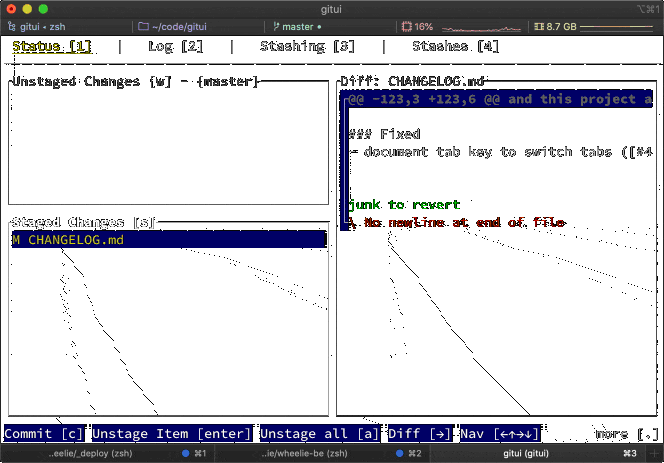 gitui
⌥⌘1
gitui • zsh
~/code/gitui
master
16%
8.7 GB
Status [1] | Log [2] | Stashing [3] | Stashes [4]
Unstaged Changes [w] - {master}
Diff: CHANGELOG.md
@@ -123,3 +123,6 @@ and this project a
### Fixed
- document tab key to switch tabs ([#4
junk to revert
\ No newline at end of file
Staged Changes [s]
M CHANGELOG.md
Commit [c] Unstage Item [enter] Unstage all [a] Diff [→] Nav [←↑→↓] more [.]
..eelie/_deploy (zsh) ⌘1 ..ie/wheelie-be (zsh) ⌘2 gitui (gitui) ⌘3